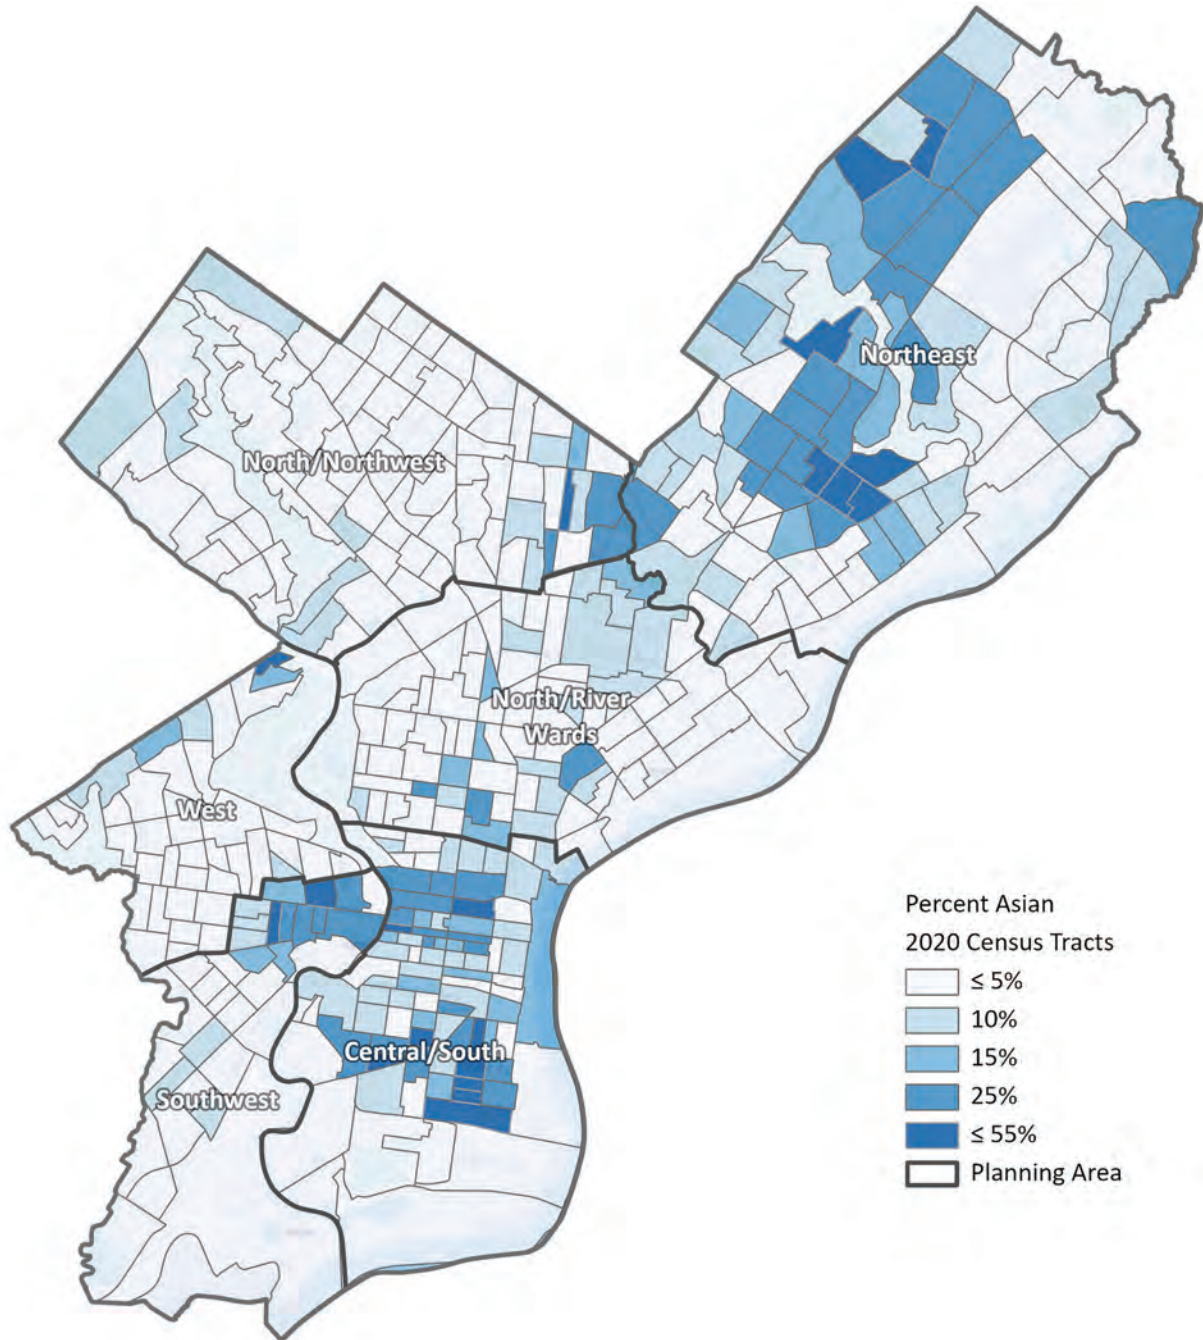 Northeast
North/Northwest
North/River
Wards
West
Central/South
Southwest
Percent Asian
2020 Census Tracts
≤ 5%
10%
15%
25%
≤ 55%
Planning Area